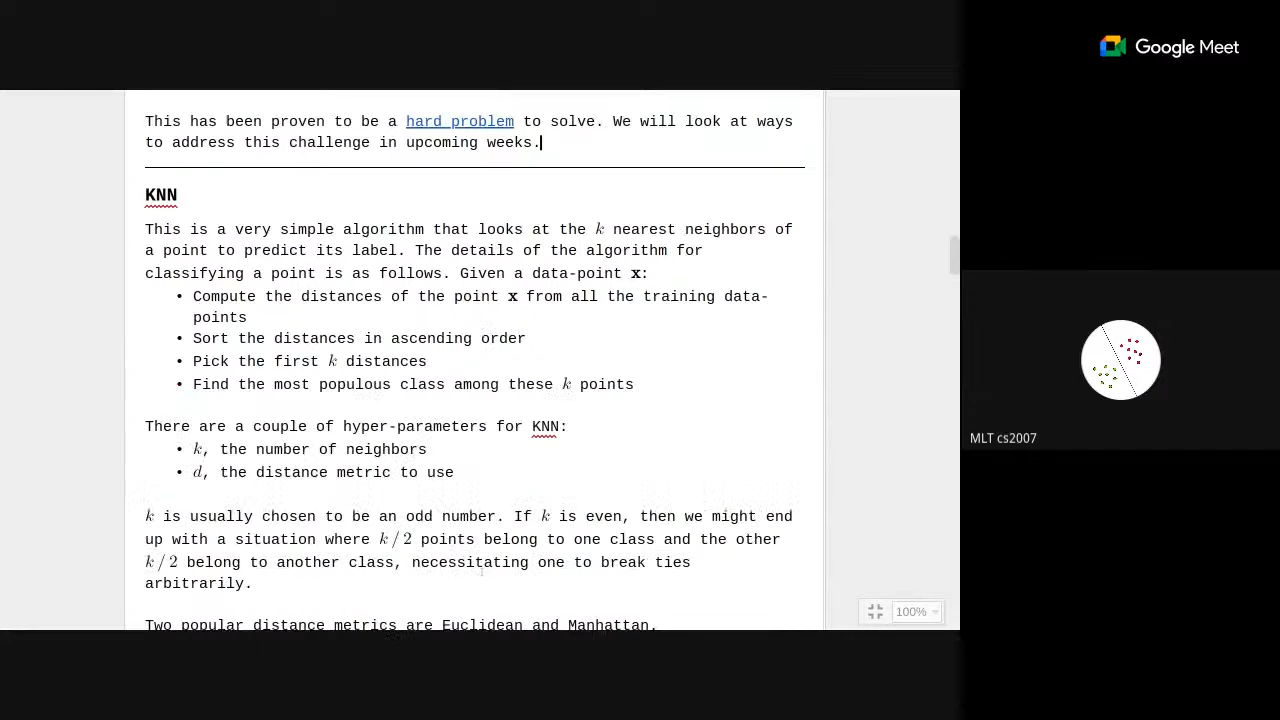 Google Meet
This has been proven to be a hard problem to solve. We will look at ways
to address this challenge in upcoming weeks.
KNN
This is a very simple algorithm that looks at the k nearest neighbors of
a point to predict its label. The details of the algorithm for
classifying a point is as follows. Given a data-point x:
• Compute the distances of the point x from all the training data-
points
• Sort the distances in ascending order
• Pick the first k distances
• Find the most populous class among these k points
There are a couple of hyper-parameters for KNN:
• k, the number of neighbors
• d, the distance metric to use
k is usually chosen to be an odd number. If k is even, then we might end
up with a situation where k/2 points belong to one class and the other
k/2 belong to another class, necessitating one to break ties
arbitrarily.
Two popular distance metrics are Euclidean and Manhattan.
100%
MLT cs2007